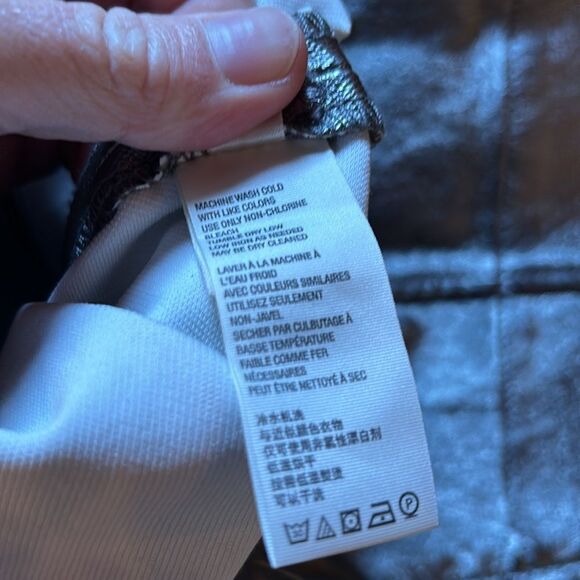 MACHINE WASH COLD
WITH LIKE COLORS
USE ONLY NON-CHLORINE
BLEACH
TUMBLE DRY LOW
LOW IRON AS NEEDED
MAY BE DRY CLEANED
LAVER À LA MACHINE À
L'EAU FROID
AVEC COULEURS SIMILAIRES
UTILISEZ SEULEMENT
NON-JAVEL
SECHER PAR CULBUTAGE À
BASSE TEMPÉRATURE
FAIBLE COMME FER
NÉCESSAIRES
PEUT ÊTRE NETTOYÉ À SEC
冷水机洗
与近似颜色衣物
仅可使用非氯性漂白剂
低温烘干
按需低温熨烫
可以干洗
P